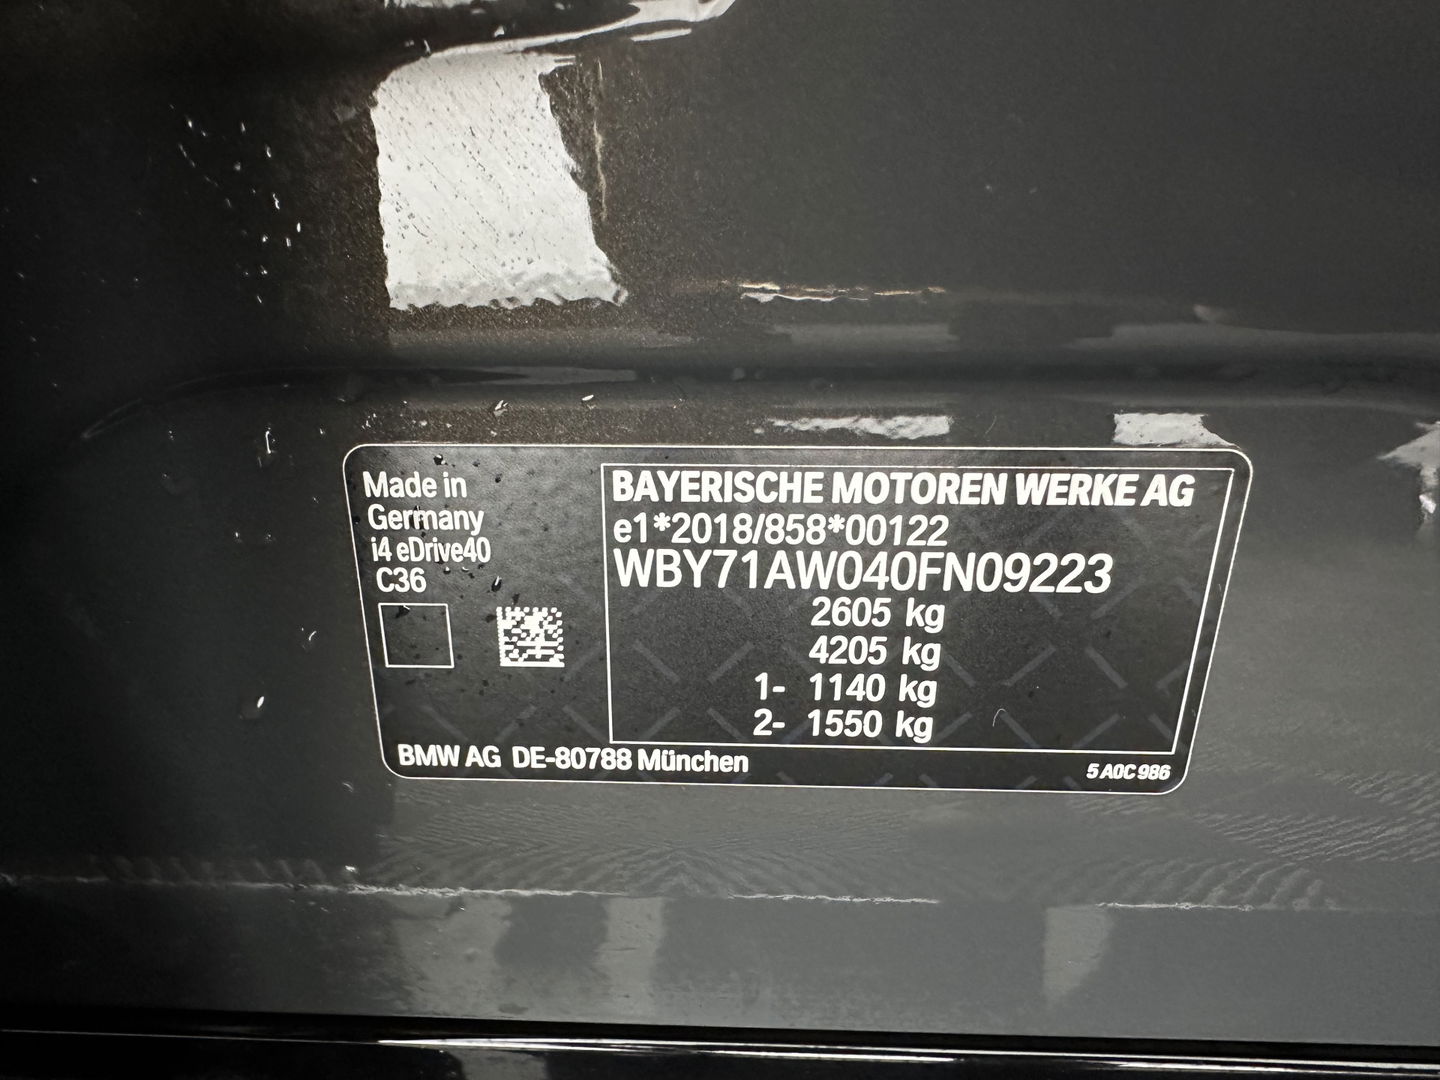 Made in
Germany
i4 eDrive40
C36
BAYERISCHE MOTOREN WERKE AG
e1*2018/858*00122
WBY71AW040FN09223
2605 kg
4205 kg
1- 1140 kg
2- 1550 kg
BMW AG DE-80788 München
5 A0C 986